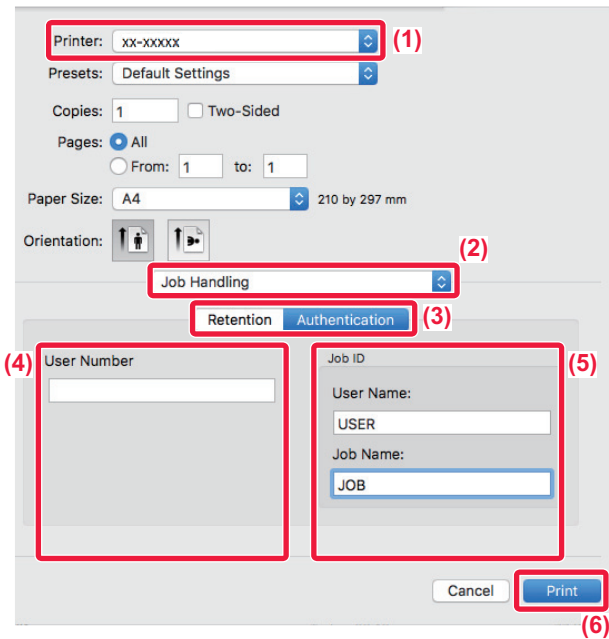 Printer: xx-xxxxx (1)
Presets: Default Settings
Copies: 1 Two-Sided
Pages: All
From: 1 to: 1
Paper Size: A4 210 by 297 mm
Orientation:
(2)
Job Handling
Retention Authentication (3)
(4) User Number
Job ID (5)
User Name:
USER
Job Name:
JOB
Cancel Print
(6)